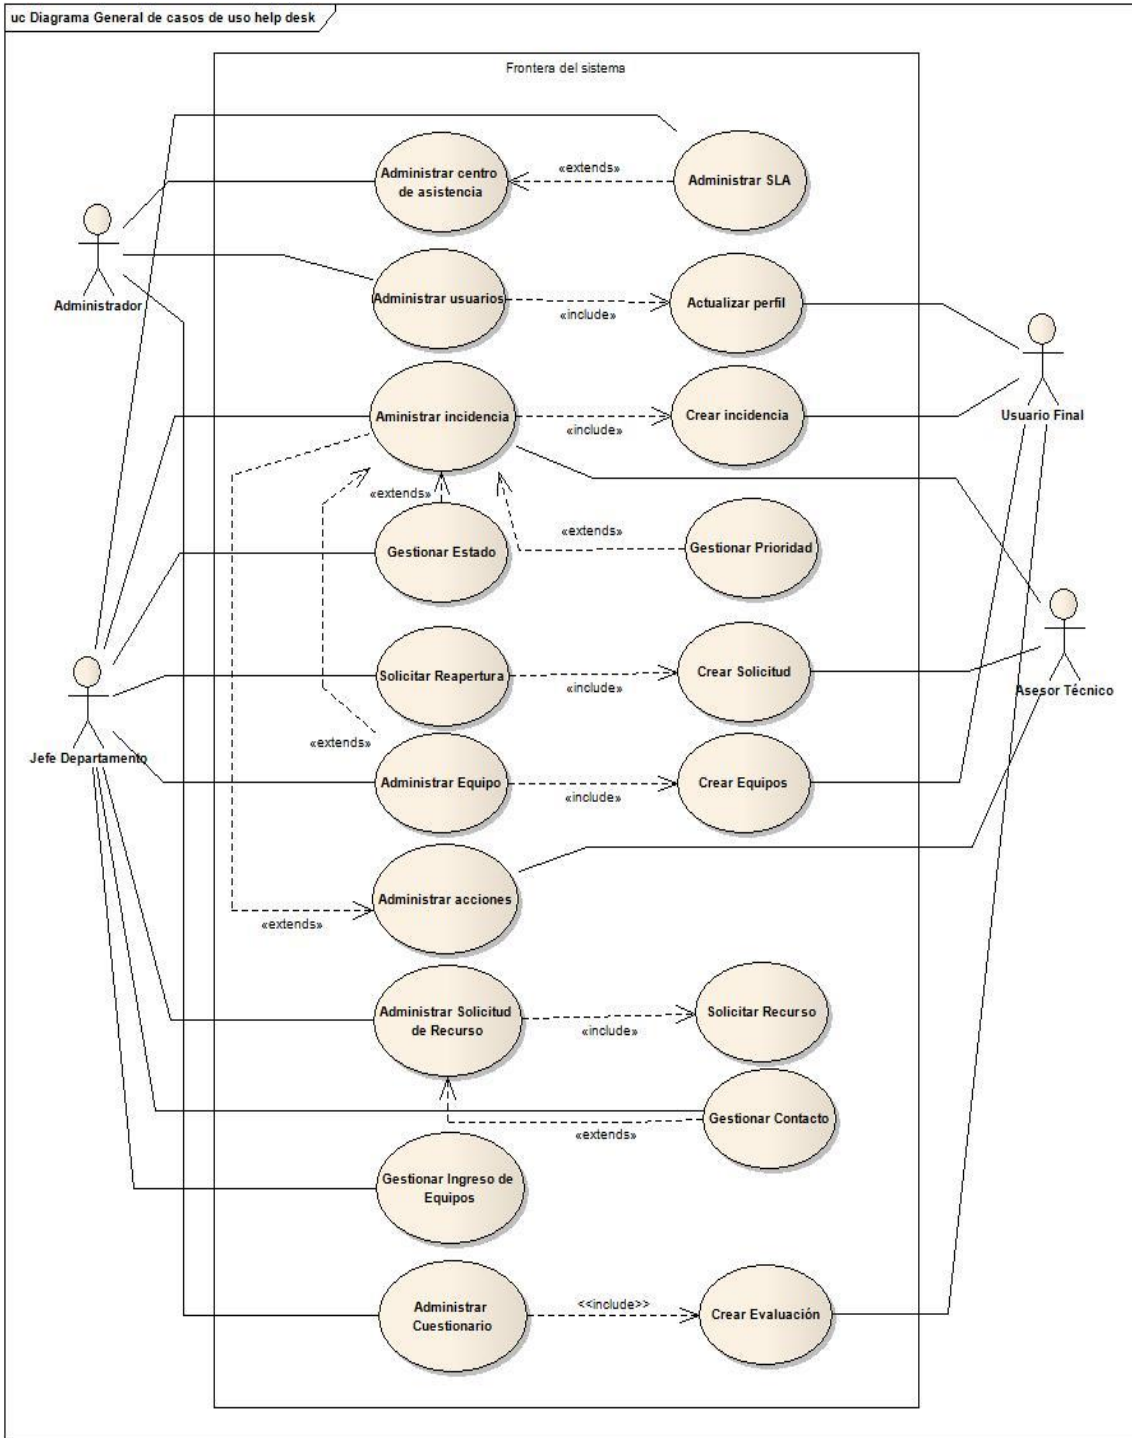 uc Diagrama General de casos de uso help desk
Frontera del sistema
Administrar centro
de asistencia
«extends»
Administrar SLA
Administrador
Administrar usuarios
«include»
Actualizar perfil
Usuario Final
Aministrar incidencia
«include»
Crear incidencia
«extends»
Gestionar Estado
«extends»
Gestionar Prioridad
Jefe Departamento
Solicitar Reapertura
«include»
Crear Solicitud
Asesor Técnico
«extends»
Administrar Equipo
«include»
Crear Equipos
Administrar acciones
«extends»
Administrar Solicitud
de Recurso
«include»
Solicitar Recurso
Gestionar Contacto
«extends»
Gestionar Ingreso de
Equipos
Administrar
Cuestionario
<<include>>
Crear Evaluación